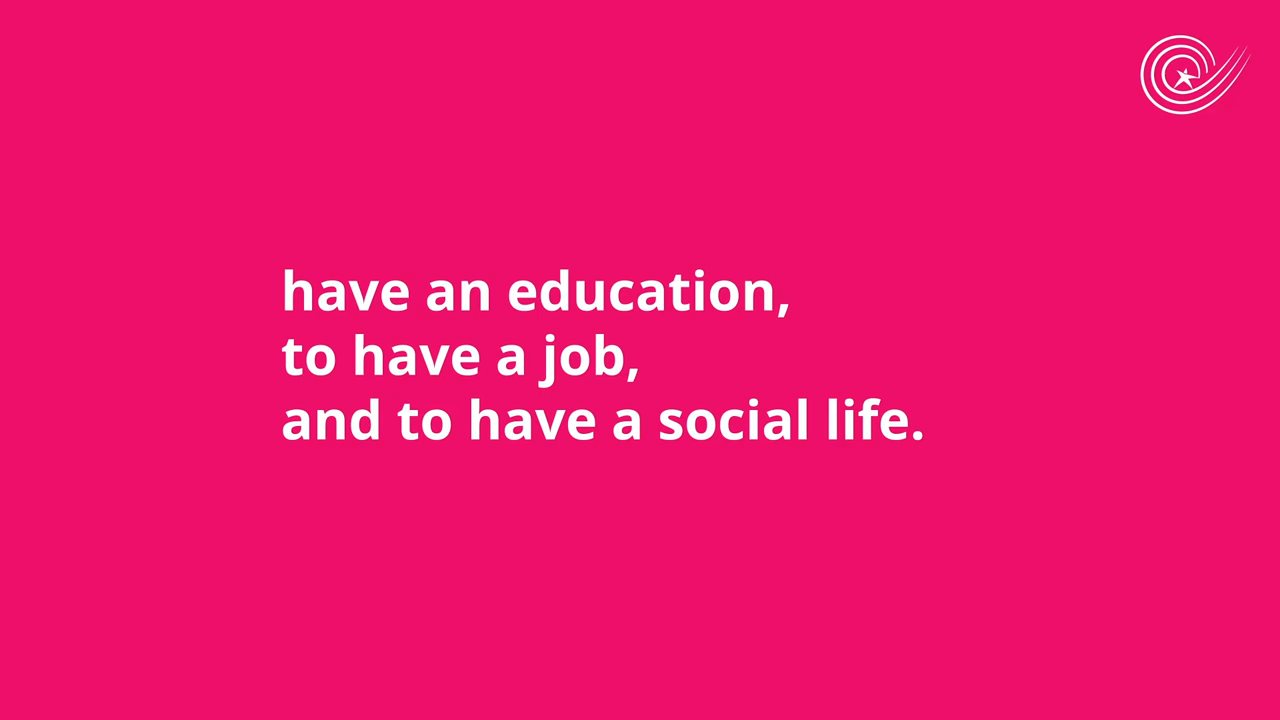 have an education,
to have a job,
and to have a social life.